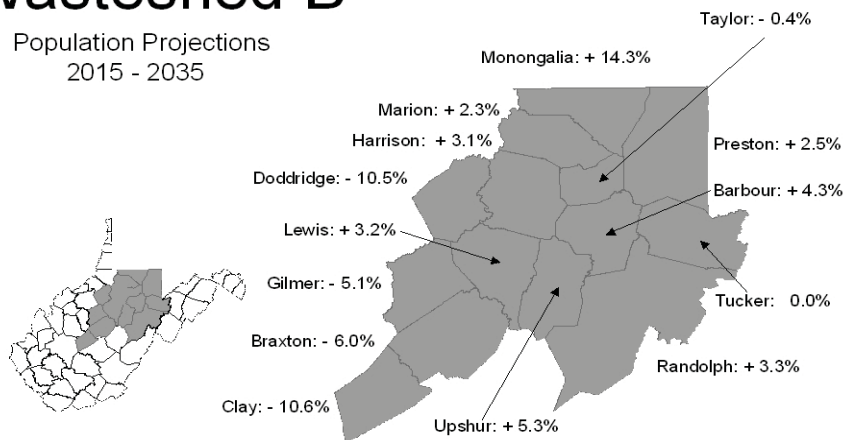 Wasteshed B
Population Projections
2015 - 2035
Taylor: - 0.4%
Monongalia: + 14.3%
Marion: + 2.3%
Harrison: + 3.1%
Preston: + 2.5%
Doddridge: - 10.5%
Barbour: + 4.3%
Lewis: + 3.2%
Gilmer: - 5.1%
Tucker: 0.0%
Braxton: - 6.0%
Randolph: + 3.3%
Clay: - 10.6%
Upshur: + 5.3%